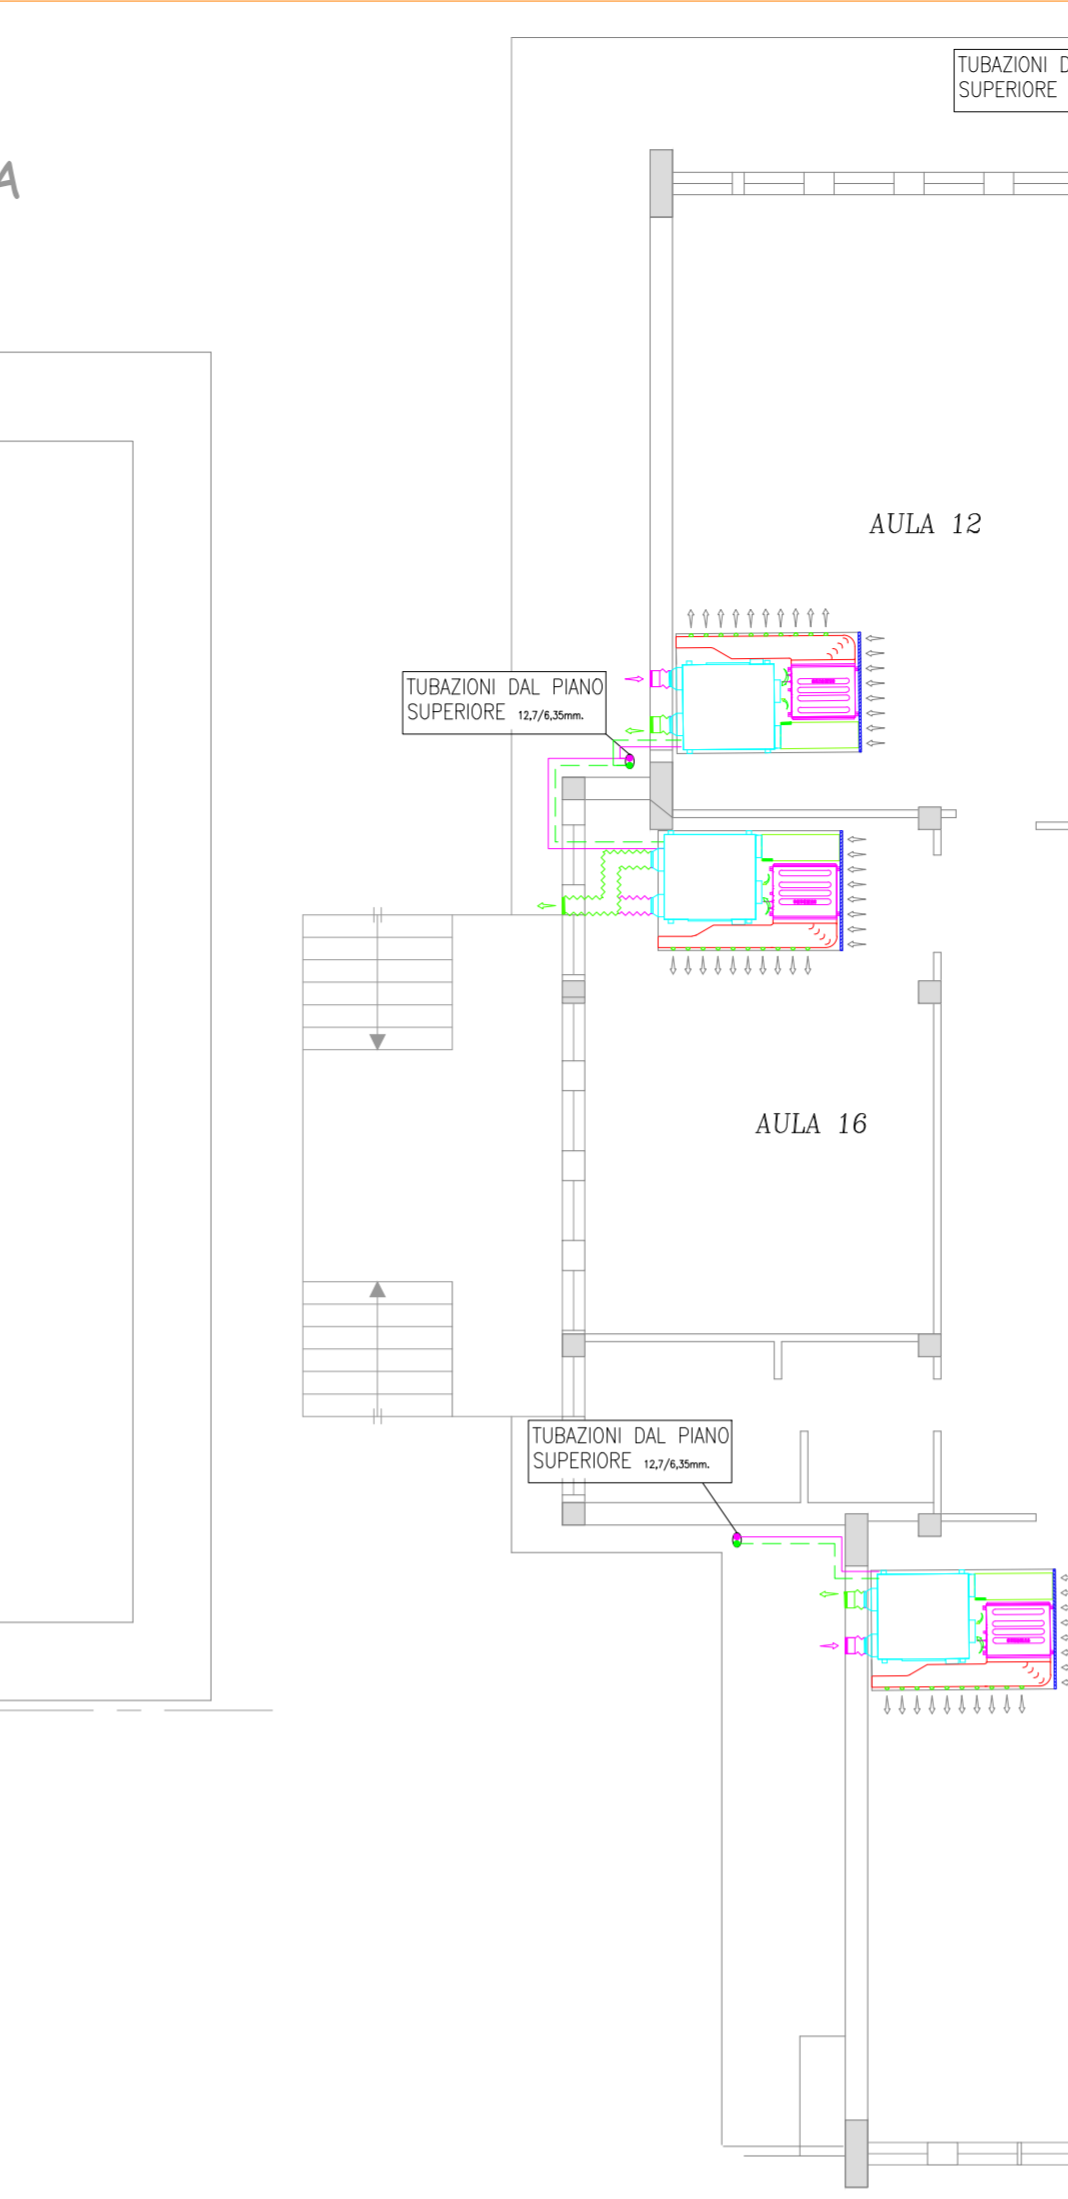 TUBAZIONI D
SUPERIORE
A
AULA 12
TUBAZIONI DAL PIANO
SUPERIORE 12,7/6,35mm.
AULA 16
TUBAZIONI DAL PIANO
SUPERIORE 12,7/6,35mm.